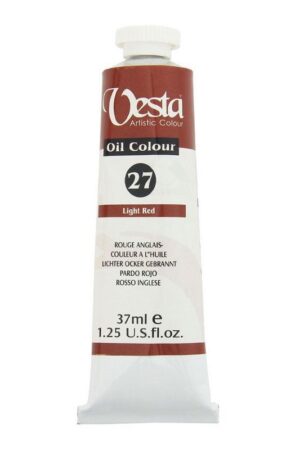 Vesta
Artistic Colour
Oil Colour
27
Light Red
ROUGE ANGLAIS-
COULEUR A L"HUILE
LICHTER OCKER GEBRANNT
PARDO ROJO
ROSSO INGLESE
37ml e
1.25 U.S.fl.oz.